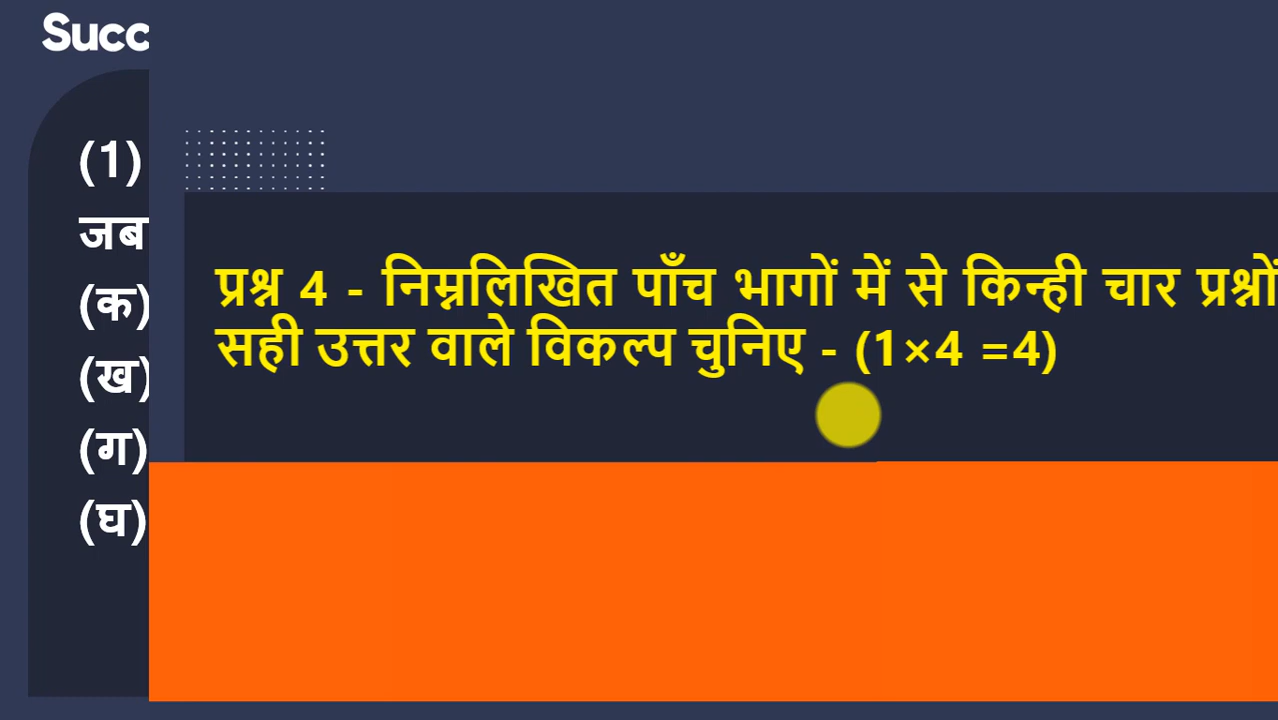 Succ
(1)
जब
(क)
(ख)
(ग)
(घ)
प्रश्न 4 - निम्नलिखित पाँच भागों में से किन्ही चार प्रश्नों
सही उत्तर वाले विकल्प चुनिए - (1×4 =4)